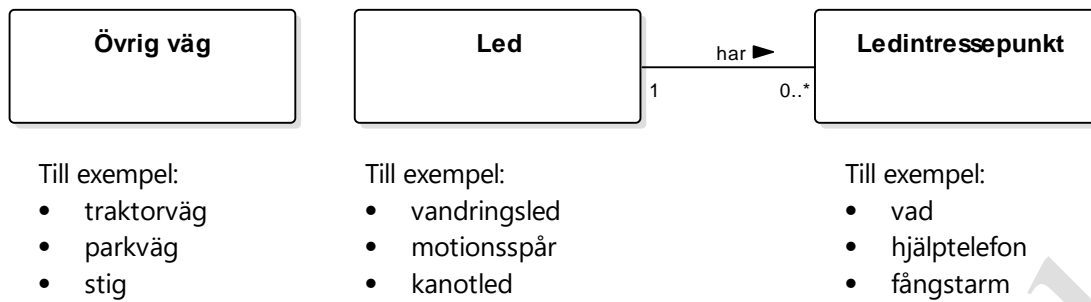 Övrig väg
Led
har ►
1
0..*
Ledintressepunkt
Till exempel:
• traktorväg
• parkväg
• stig
Till exempel:
• vandringsled
• motionsspår
• kanotled
Till exempel:
• vad
• hjälptelefon
• fångstarm